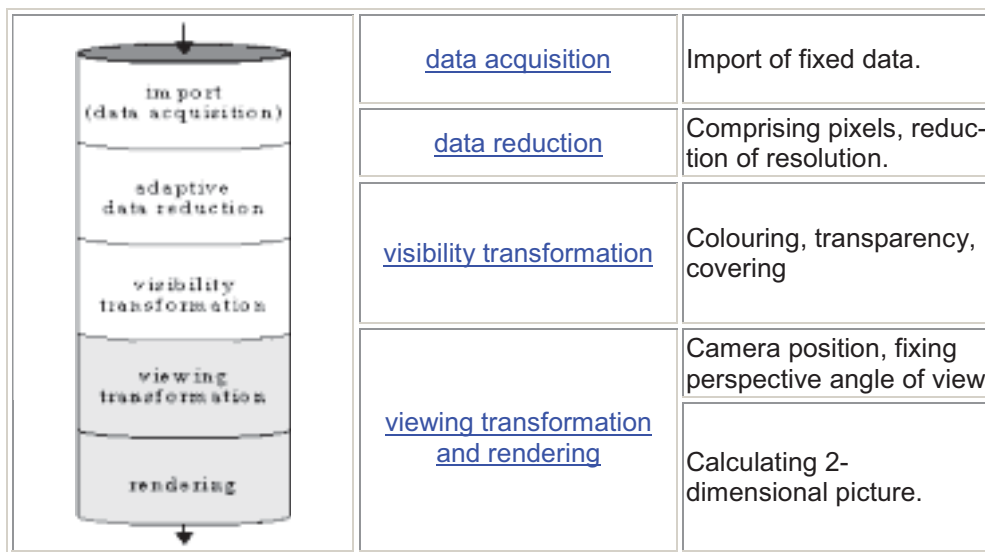 import
(data acquisition)
adaptive
data reduction
visibility
transformation
viewing
transformation
rendering
data acquisition
Import of fixed data.
data reduction
Comprising pixels, reduc-
tion of resolution.
visibility transformation
Colouring, transparency,
covering
viewing transformation
and rendering
Camera position, fixing
perspective angle of view
Calculating 2-
dimensional picture.